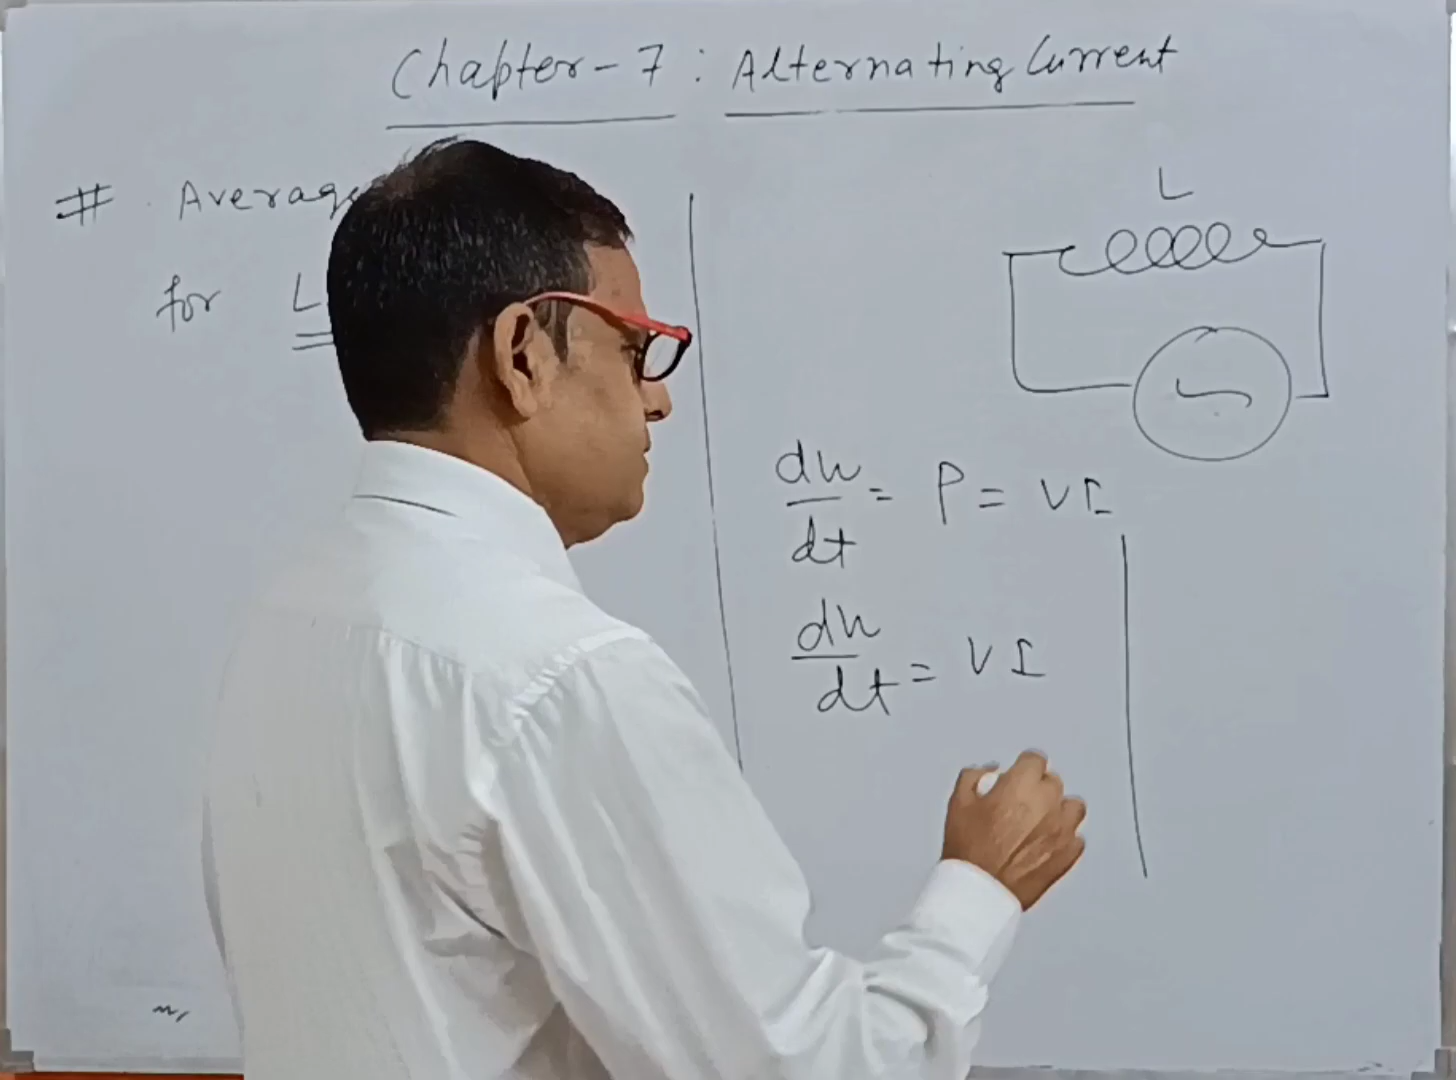 Chapter-7 : Alternating Current
# Average
for L
L
dw/dt = P = VI
dw/dt = VI